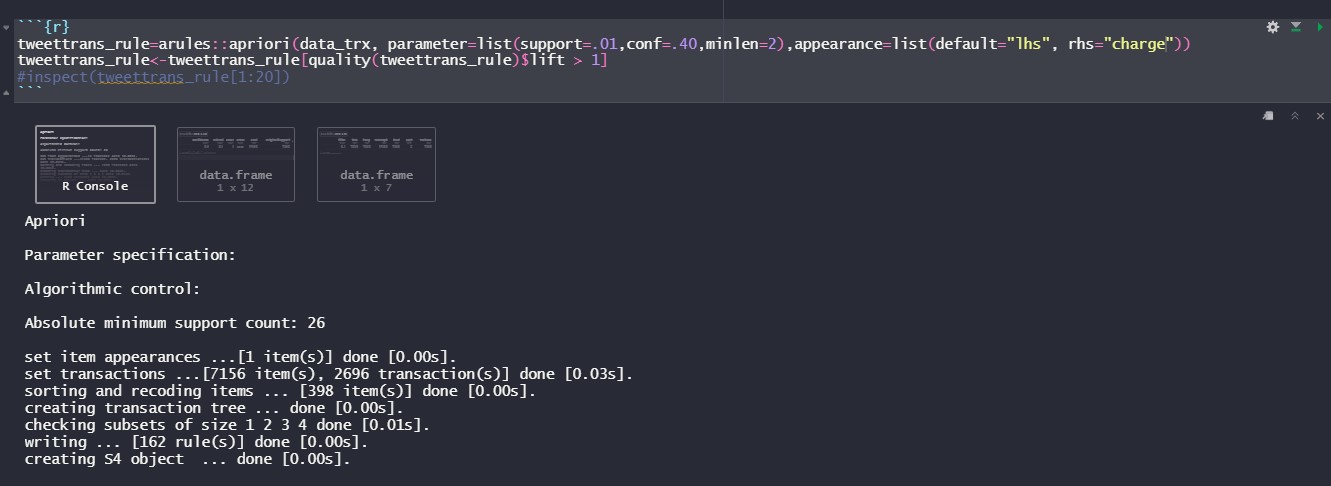 ```{r}
tweettrans_rule=arules::apriori(data_trx, parameter=list(support=.01,conf=.40,minlen=2),appearance=list(default="lhs", rhs="charge"))
tweettrans_rule<-tweettrans_rule[quality(tweettrans_rule)$lift > 1]
#inspect(tweettrans_rule[1:20])
```
R Console
data.frame
1 x 12
data.frame
1 x 7
Apriori
Parameter specification:
Algorithmic control:
Absolute minimum support count: 26
set item appearances ...[1 item(s)] done [0.00s].
set transactions ...[7156 item(s), 2696 transaction(s)] done [0.03s].
sorting and recoding items ... [398 item(s)] done [0.00s].
creating transaction tree ... done [0.00s].
checking subsets of size 1 2 3 4 done [0.01s].
writing ... [162 rule(s)] done [0.00s].
creating S4 object  ... done [0.00s].